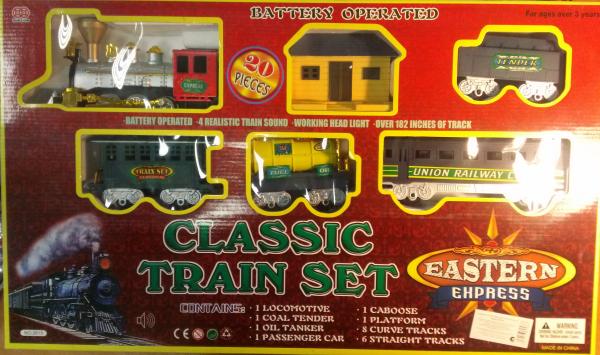 BATTERY OPERATED
For ages over 3 years
EXPRESS
20
PIECES
TENDER
BATTERY OPERATED · 4 REALISTIC TRAIN SOUND · WORKING HEAD LIGHT · OVER 182 INCHES OF TRACK
TRAIN SET
FUEL OIL
UNION RAILWAY C
CLASSIC
TRAIN SET
EASTERN
EXPRESS
CONTAINS:
· 1 LOCOMOTIVE
· 1 COAL TENDER
· 1 OIL TANKER
· 1 PASSENGER CAR
· 1 CABOOSE
· 1 PLATFORM
· 8 CURVE TRACKS
· 6 STRAIGHT TRACKS
CE
WARNING
MADE IN CHINA